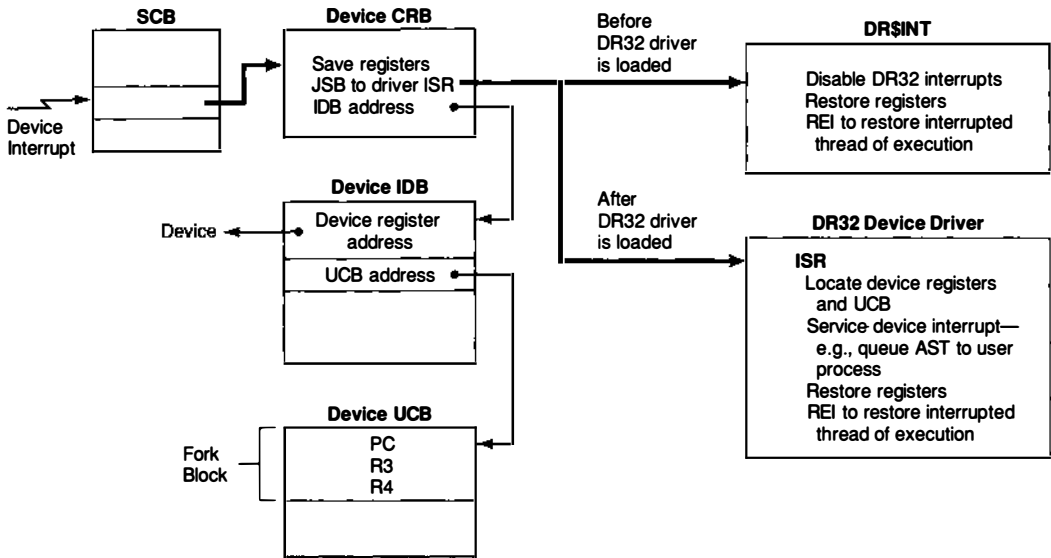 SCB
Device
Interrupt
Device CRB
Save registers
JSB to driver ISR
IDB address
Before
DR32 driver
is loaded
DR$INT
Disable DR32 interrupts
Restore registers
REI to restore interrupted
thread of execution
Device IDB
Device register
address
Device
UCB address
After
DR32 driver
is loaded
DR32 Device Driver
ISR
Locate device registers
and UCB
Service device interrupt—
e.g., queue AST to user
process
Restore registers
REI to restore interrupted
thread of execution
Device UCB
Fork
Block
PC
R3
R4